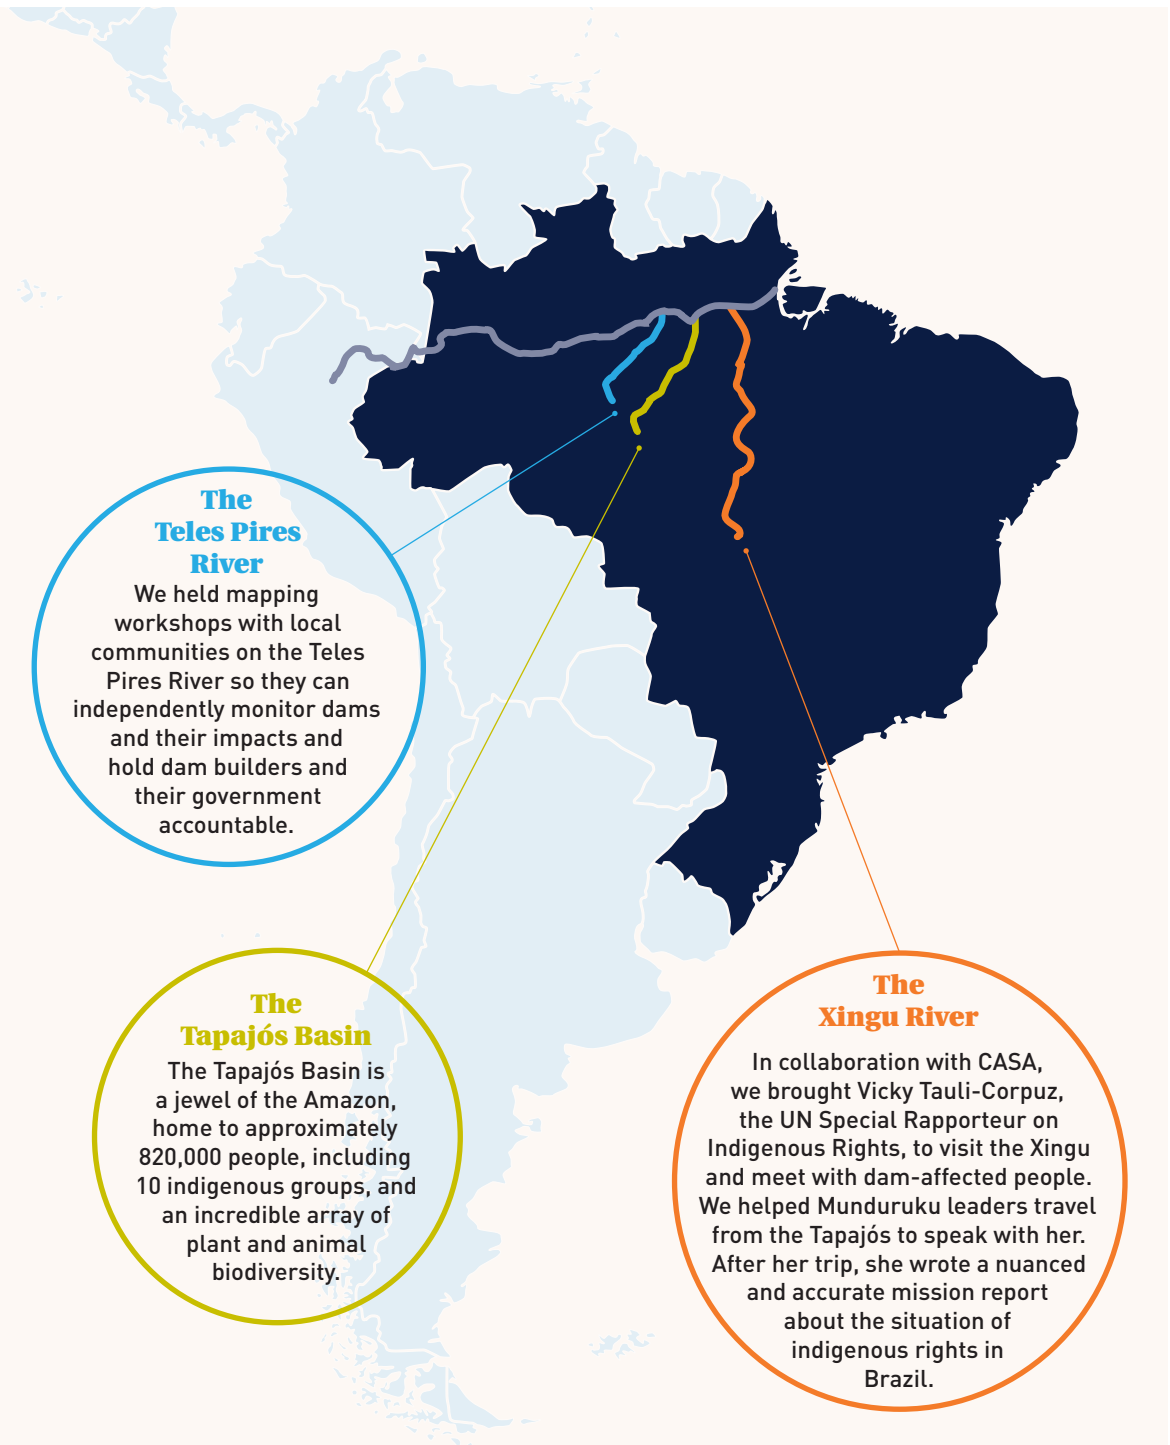 The
Teles Pires
River
We held mapping
workshops with local
communities on the Teles
Pires River so they can
independently monitor dams
and their impacts and
hold dam builders and
their government
accountable.
The
Tapajós Basin
The Tapajós Basin is
a jewel of the Amazon,
home to approximately
820,000 people, including
10 indigenous groups, and
an incredible array of
plant and animal
biodiversity.
The
Xingu River
In collaboration with CASA,
we brought Vicky Tauli-Corpuz,
the UN Special Rapporteur on
Indigenous Rights, to visit the Xingu
and meet with dam-affected people.
We helped Munduruku leaders travel
from the Tapajós to speak with her.
After her trip, she wrote a nuanced
and accurate mission report
about the situation of
indigenous rights in
Brazil.